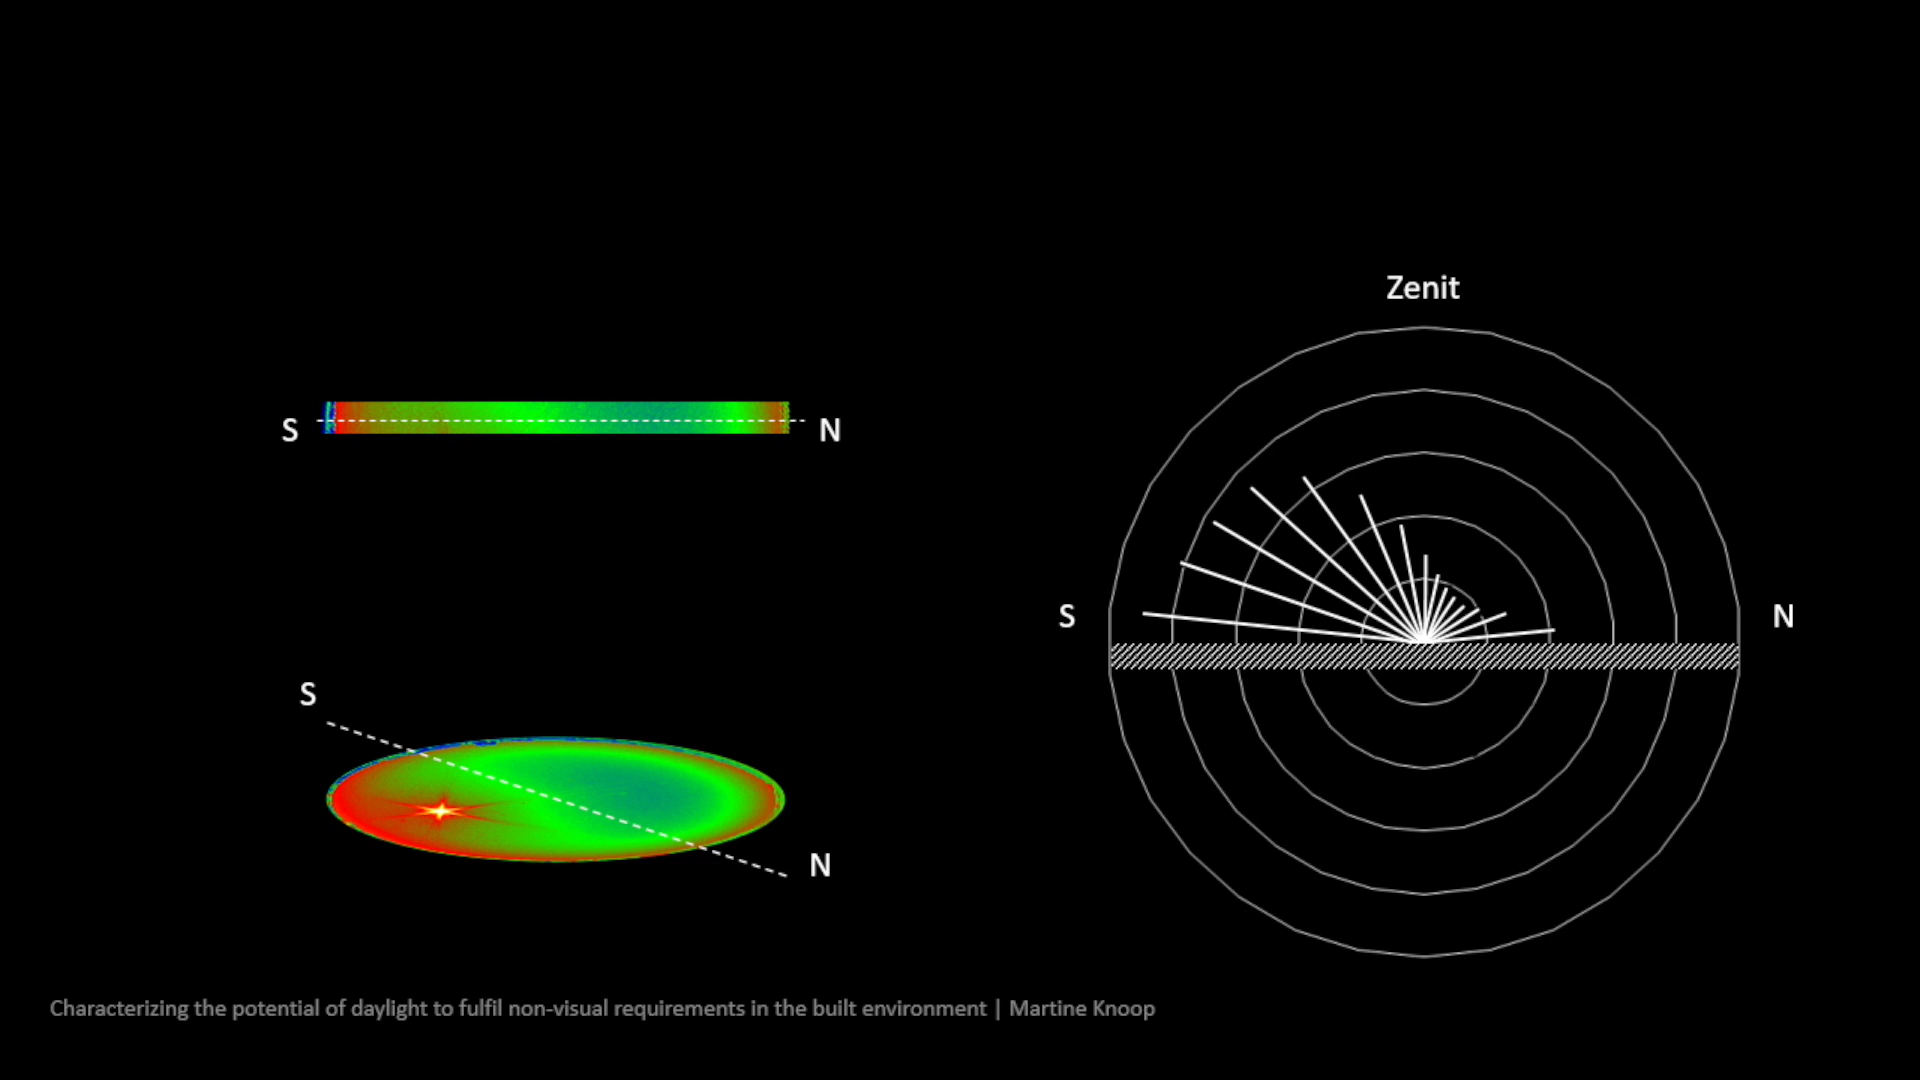 Zenit
S N
S N
S
N
Characterizing the potential of daylight to fulfil non-visual requirements in the built environment | Martine Knoop